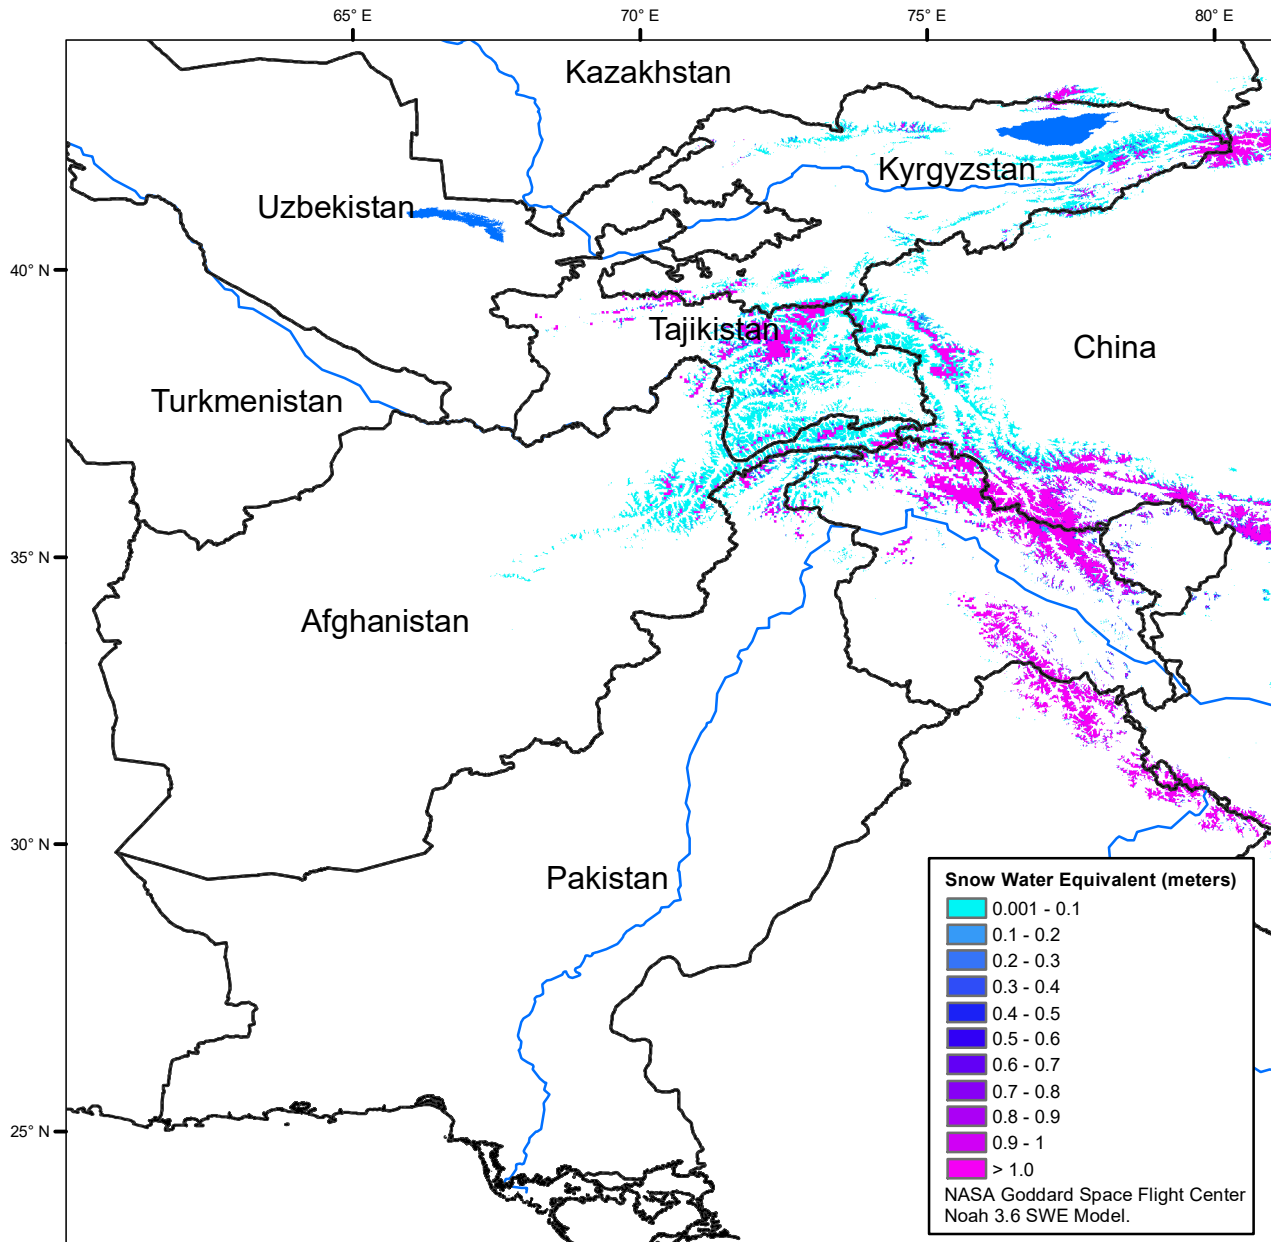 65° E
70° E
75° E
80° E
Kazakhstan
Kyrgyzstan
Uzbekistan
40° N
Tajikistan
China
Turkmenistan
35° N
Afghanistan
30° N
Pakistan
25° N
Snow Water Equivalent (meters)
0.001 - 0.1
0.1 - 0.2
0.2 - 0.3
0.3 - 0.4
0.4 - 0.5
0.5 - 0.6
0.6 - 0.7
0.7 - 0.8
0.8 - 0.9
0.9 - 1
> 1.0
NASA Goddard Space Flight Center
Noah 3.6 SWE Model.